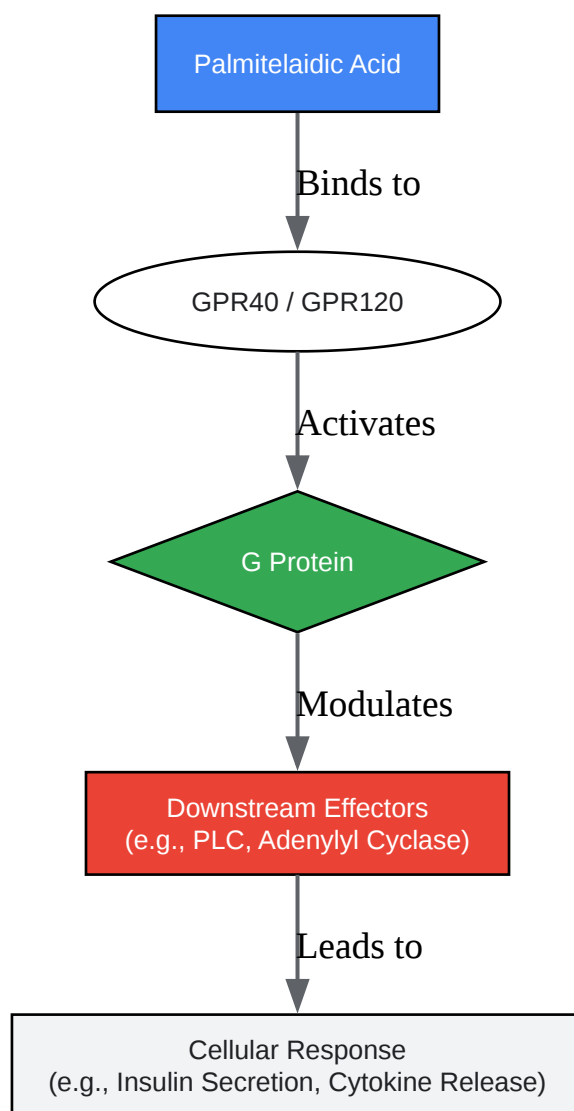 Palmitelaidic Acid
Binds to
GPR40 / GPR120
Activates
G Protein
Modulates
Downstream Effectors
(e.g., PLC, Adenylyl Cyclase)
Leads to
Cellular Response
(e.g., Insulin Secretion, Cytokine Release)